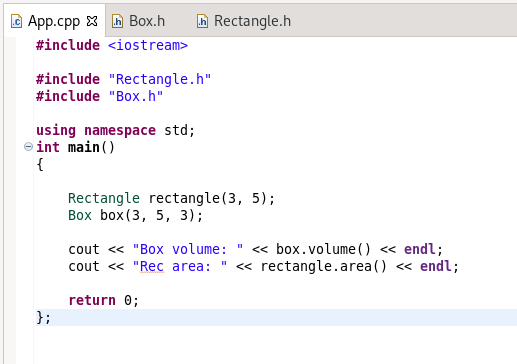 App.cpp Box.h Rectangle.h
#include <iostream>
#include "Rectangle.h"
#include "Box.h"
using namespace std;
int main()
{
Rectangle rectangle(3, 5);
Box box(3, 5, 3);
cout << "Box volume: " << box.volume() << endl;
cout << "Rec area: " << rectangle.area() << endl;
return 0;
};